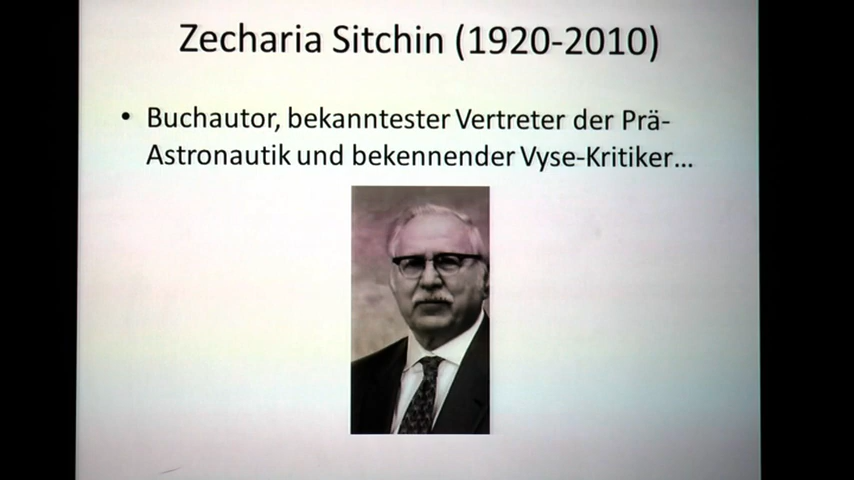 Zecharia Sitchin (1920-2010)
• Buchautor, bekanntester Vertreter der Prä-
Astronautik und bekennender Vyse-Kritiker…